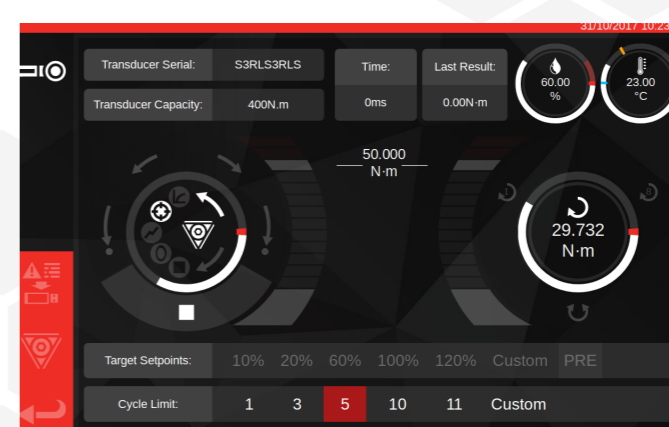 31/10/2017 10:23
Transducer Serial: S3RLS3RLS
Time:
Last Result:
Transducer Capacity: 400N.m
0ms
0.00N·m
60.00
%
23.00
°C
50.000
N·m
1
8
29.732
N·m
Target Setpoints: 10% 20% 60% 100% 120% Custom PRE
Cycle Limit: 1 3 5 10 11 Custom